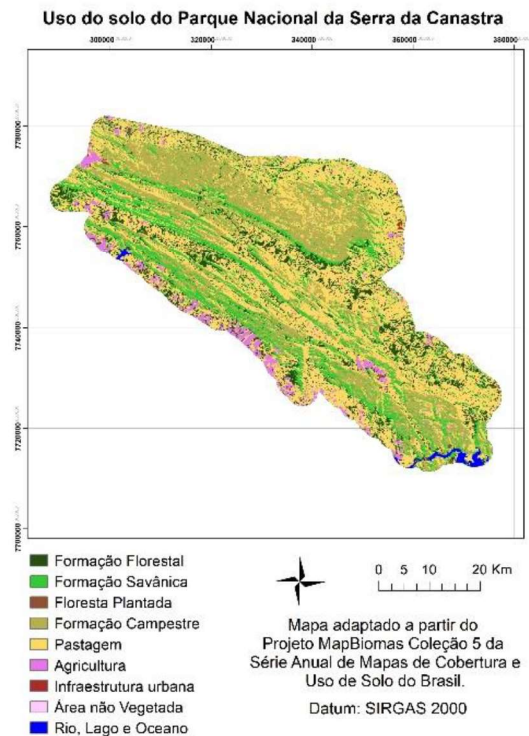 Uso do solo do Parque Nacional da Serra da Canastra
300000 320000 340000 360000 380000
7780000
7760000
7740000
7720000
7700000
Formação Florestal
Formação Savânica
Floresta Plantada
Formação Campestre
Pastagem
Agricultura
Infraestrutura urbana
Área não Vegetada
Rio, Lago e Oceano
0 5 10 20 Km
Mapa adaptado a partir do
Projeto MapBiomas Coleção 5 da
Série Anual de Mapas de Cobertura e
Uso de Solo do Brasil.
Datum: SIRGAS 2000